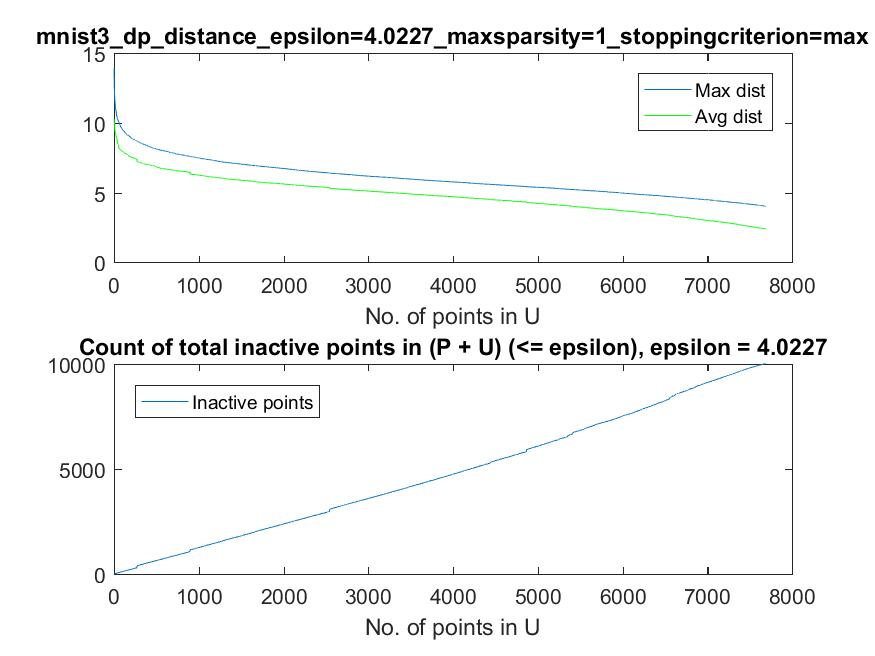 mnist3_dp_distance_epsilon=4.0227_maxsparsity=1_stoppingcriterion=max
15
10
5
0
Max dist
Avg dist
0 1000 2000 3000 4000 5000 6000 7000 8000
No. of points in U
Count of total inactive points in (P + U) (<= epsilon), epsilon = 4.0227
10000
5000
0
Inactive points
0 1000 2000 3000 4000 5000 6000 7000 8000
No. of points in U